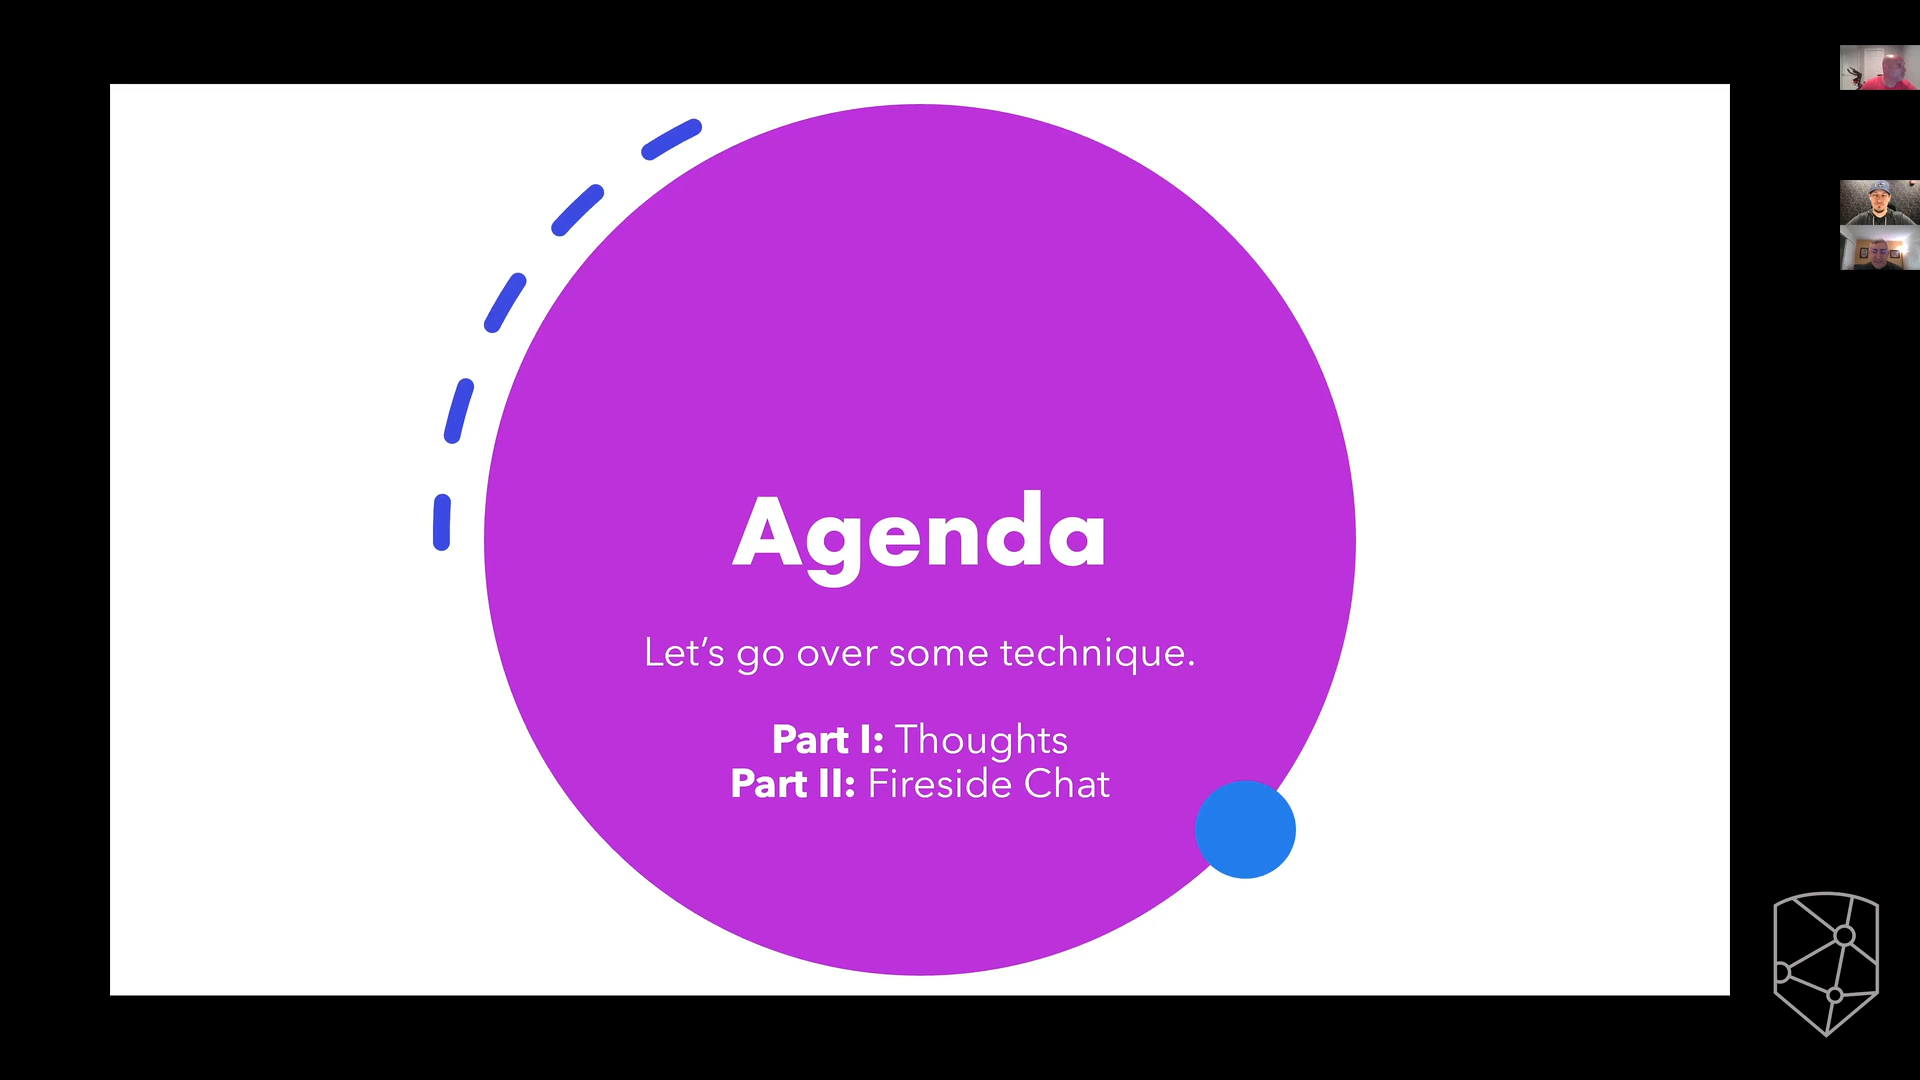 Agenda
Let’s go over some technique.
Part I: Thoughts
Part II: Fireside Chat